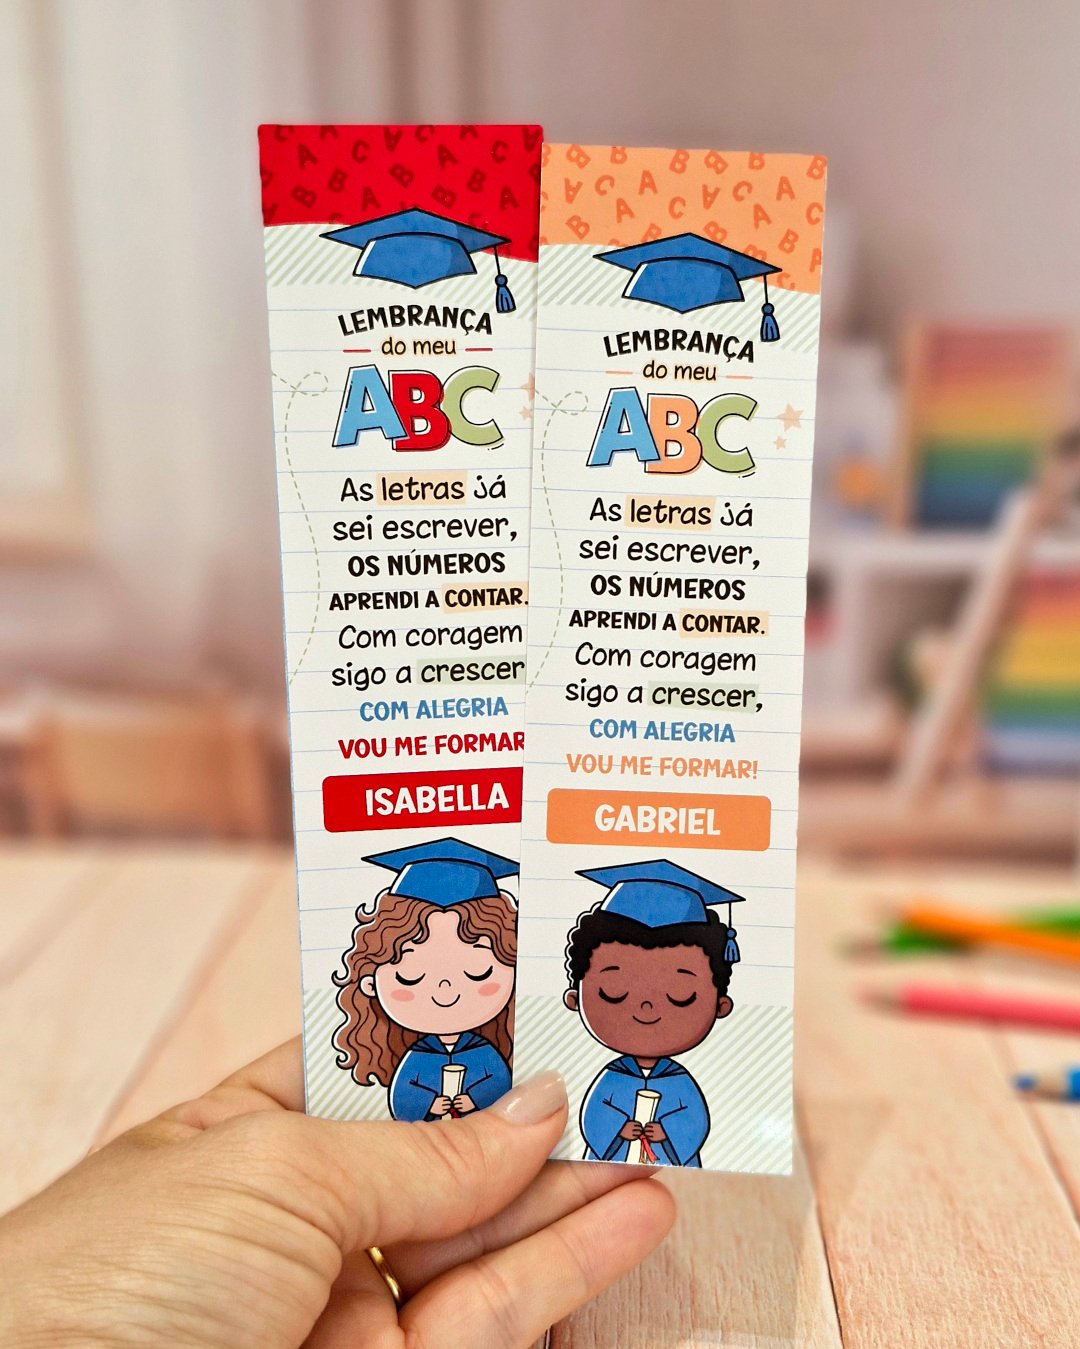 LEMBRANÇA
do meu
ABC
As letras já
sei escrever,
OS NÚMEROS
APRENDI A CONTAR.
Com coragem
sigo a crescer
COM ALEGRIA
VOU ME FORMAR
ISABELLA
LEMBRANÇA
do meu
ABC
As letras já
sei escrever,
OS NÚMEROS
APRENDI A CONTAR.
Com coragem
sigo a crescer,
COM ALEGRIA
VOU ME FORMAR!
GABRIEL